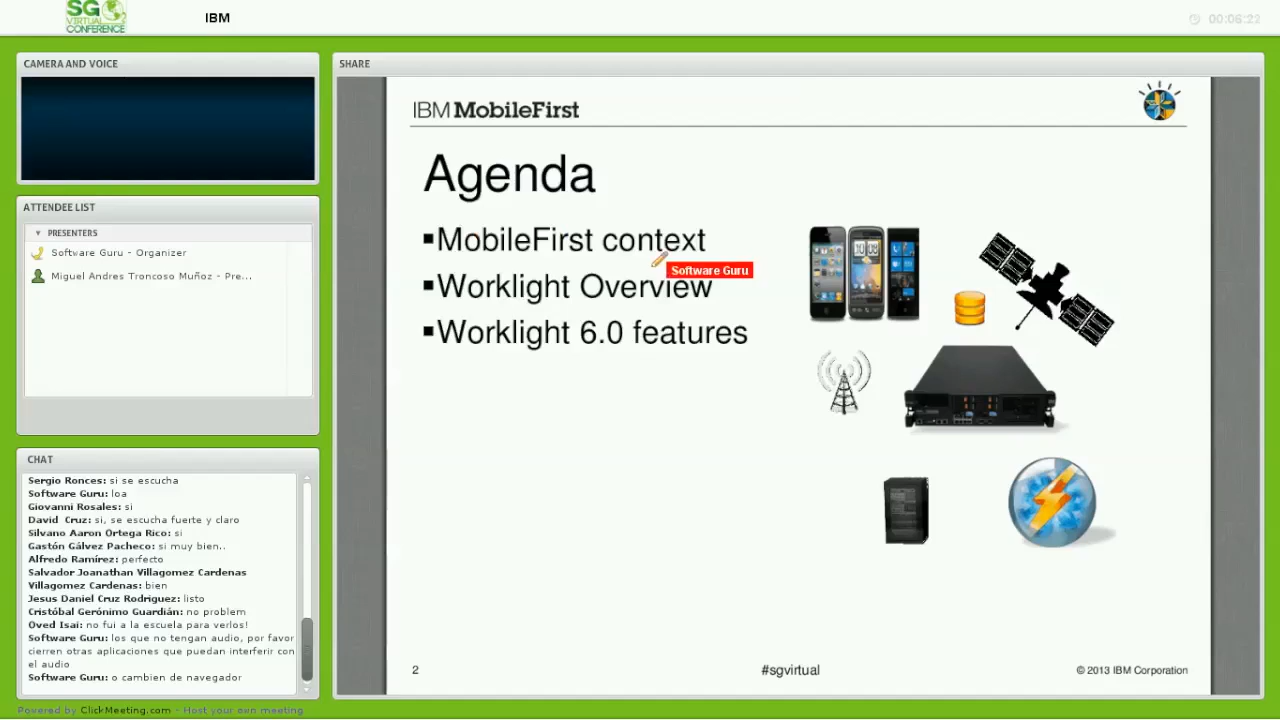 SG
VIRTUAL
CONFERENCE
IBM
00:06:22
CAMERA AND VOICE
ATTENDEE LIST
PRESENTERS
Software Guru - Organizer
Miguel Andres Troncoso Muñoz - Pre...
CHAT
Sergio Ronces: si se escucha
Software Guru: loa
Giovanni Rosales: si
David Cruz: si, se escucha fuerte y claro
Silvano Aaron Ortega Rico: si
Gastón Gálvez Pacheco: si muy bien..
Alfredo Ramírez: perfecto
Salvador Joanathan Villagomez Cardenas
Villagomez Cardenas: bien
Jesus Daniel Cruz Rodriguez: listo
Cristóbal Gerónimo Guardián: no problem
Oved Isai: no fui a la escuela para verlos!
Software Guru: los que no tengan audio, por favor
cierren otras aplicaciones que puedan interferir con
el audio
Software Guru: o cambien de navegador
Powered by ClickMeeting.com - Host your own meeting.
SHARE
IBM MobileFirst
Agenda
▪MobileFirst context
Software Guru
▪Worklight Overview
▪Worklight 6.0 features
2
#sgvirtual
© 2013 IBM Corporation